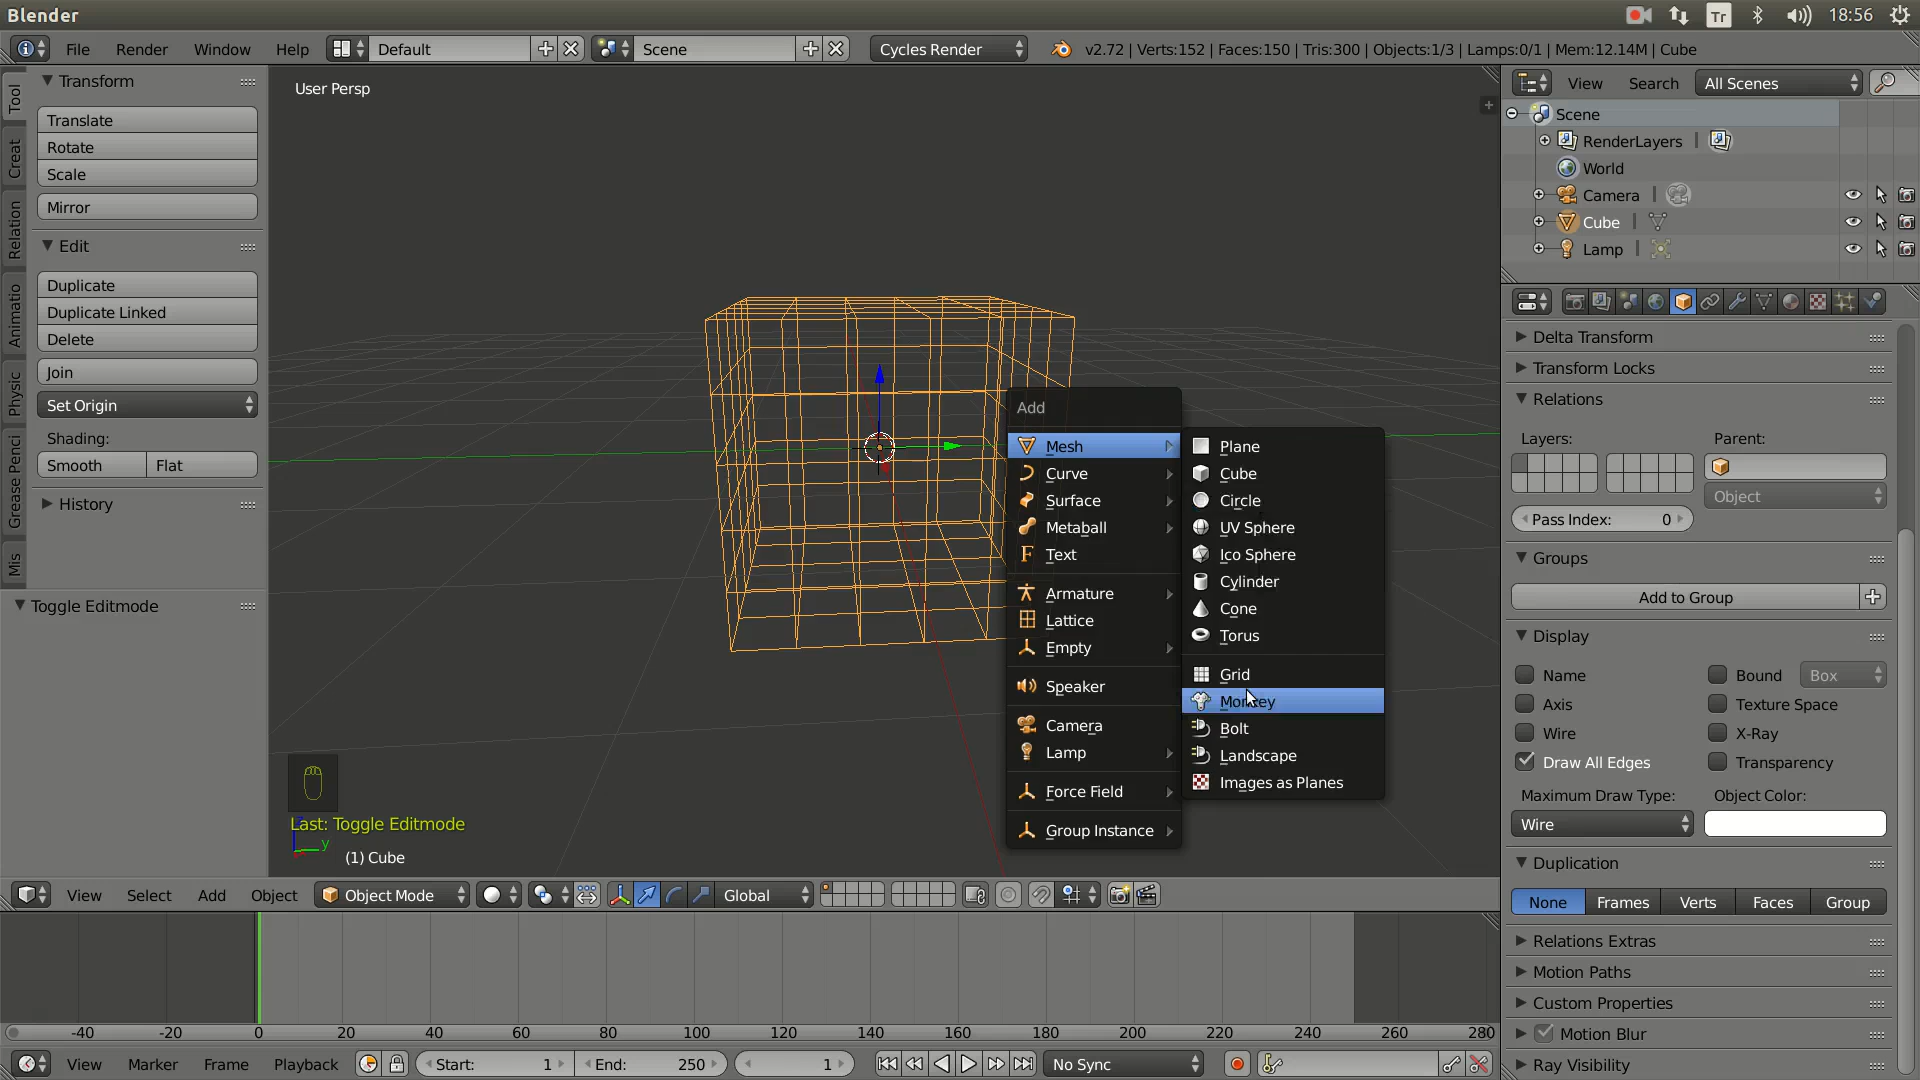 Blender
Tr
18:56
File
Render
Window
Help
Default
Scene
Cycles Render
v2.72 | Verts:152 | Faces:150 | Tris:300 | Objects:1/3 | Lamps:0/1 | Mem:12.14M | Cube
Tool
Creat
Relation
Animatio
Physic
Grease Penci
Mis
Transform
Translate
Rotate
Scale
Mirror
Edit
Duplicate
Duplicate Linked
Delete
Join
Set Origin
Shading:
Smooth
Flat
History
Toggle Editmode
User Persp
Add
Mesh
Curve
Surface
Metaball
Text
Armature
Lattice
Empty
Speaker
Camera
Lamp
Force Field
Group Instance
Plane
Cube
Circle
UV Sphere
Ico Sphere
Cylinder
Cone
Torus
Grid
Monkey
Bolt
Landscape
Images as Planes
Last: Toggle Editmode
y
(1) Cube
View
Select
Add
Object
Object Mode
Global
-40 -20 0 20 40 60 80 100 120 140 160 180 200 220 240 260 280
View
Marker
Frame
Playback
Start: 1
End: 250
1
No Sync
View
Search
All Scenes
Scene
RenderLayers
World
Camera
Cube
Lamp
Delta Transform
Transform Locks
Relations
Layers:
Parent:
Object
Pass Index: 0
Groups
Add to Group
Display
Name
Bound
Box
Axis
Texture Space
Wire
X-Ray
Draw All Edges
Transparency
Maximum Draw Type:
Object Color:
Wire
Duplication
None
Frames
Verts
Faces
Group
Relations Extras
Motion Paths
Custom Properties
Motion Blur
Ray Visibility